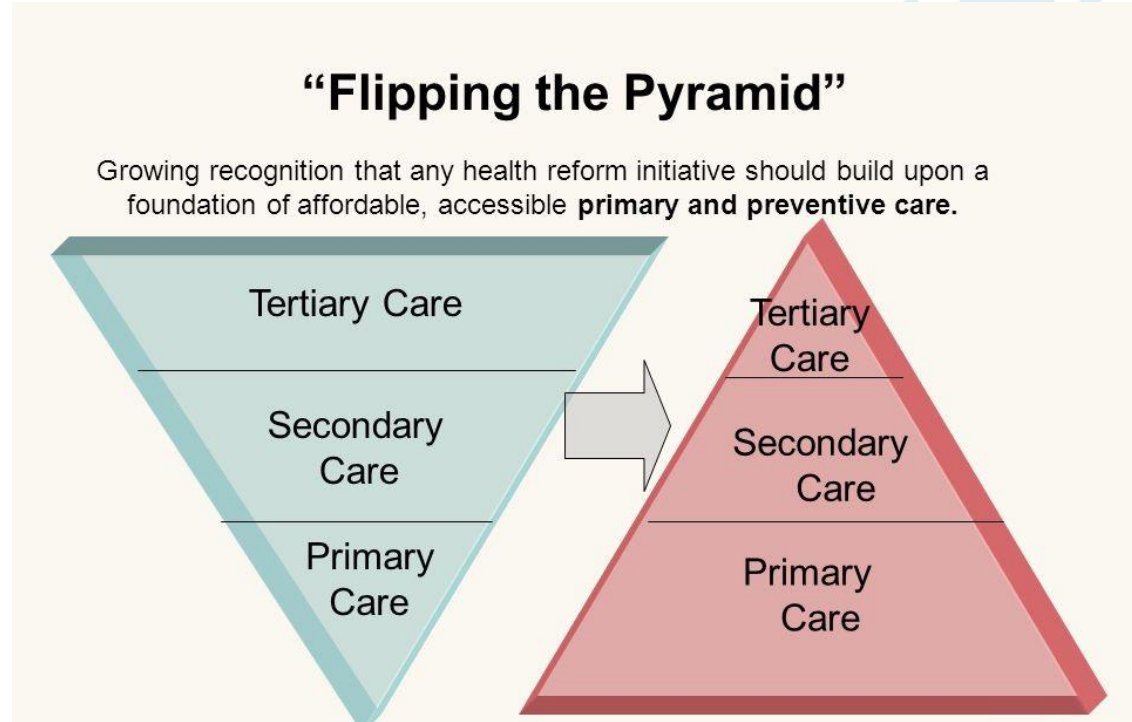 “Flipping the Pyramid”
Growing recognition that any health reform initiative should build upon a
foundation of affordable, accessible primary and preventive care.
Tertiary Care
Secondary
Care
Primary
Care
Tertiary
Care
Secondary
Care
Primary
Care